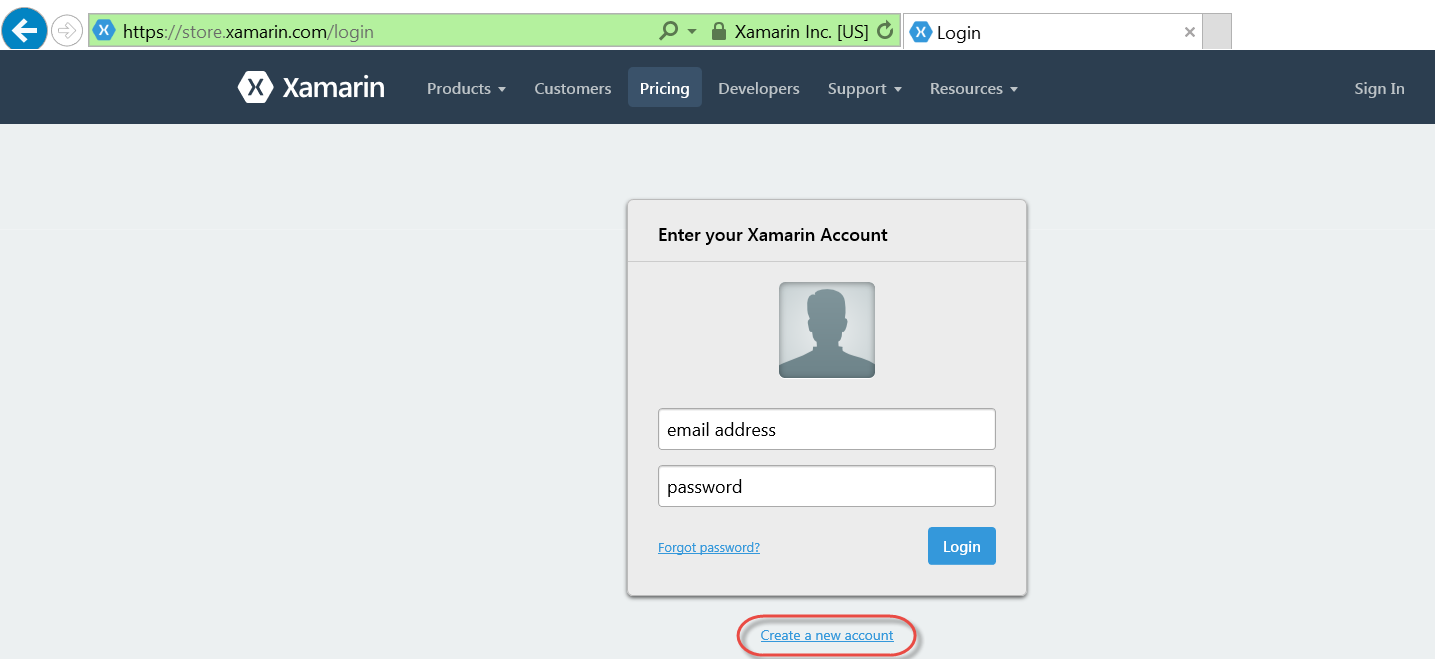 https://store.xamarin.com/login Xamarin Inc. [US] Login
Xamarin Products Customers Pricing Developers Support Resources Sign In
Enter your Xamarin Account
email address
password
Forgot password? Login
Create a new account